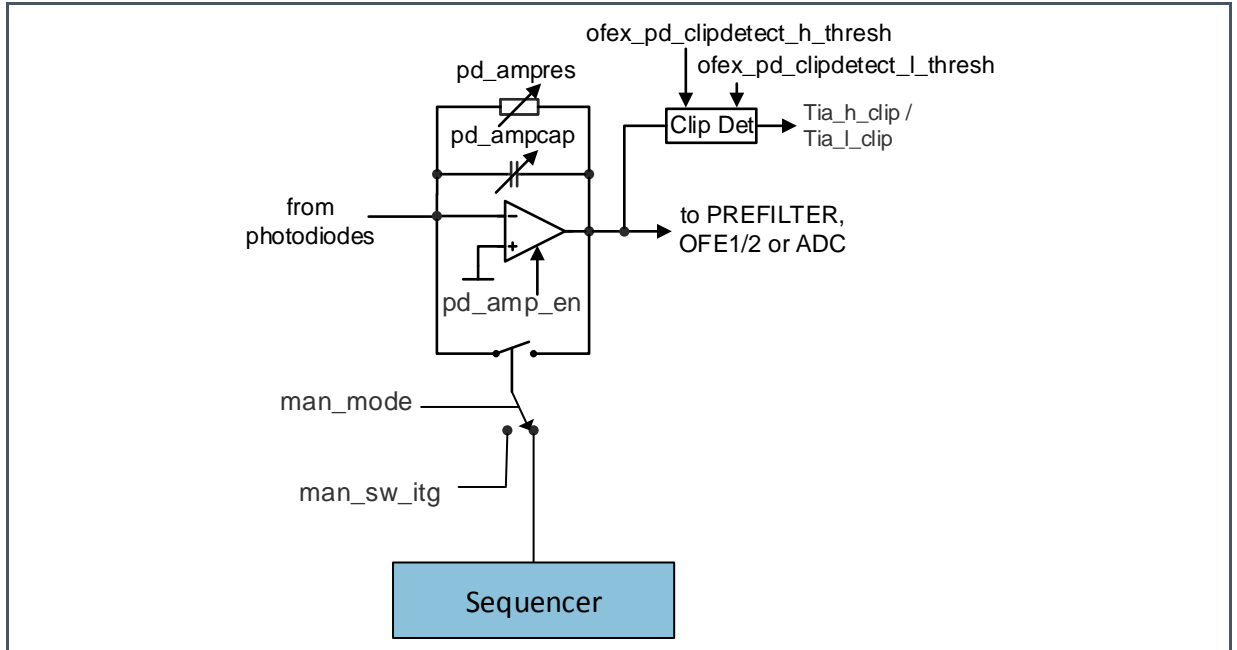 ofex_pd_clipdetect_h_thresh
ofex_pd_clipdetect_l_thresh
pd_ampres
Clip Det
Tia_h_clip /
Tia_l_clip
pd_ampcap
from
photodiodes
to PREFILTER,
OFE1/2 or ADC
pd_amp_en
man_mode
man_sw_itg
Sequencer